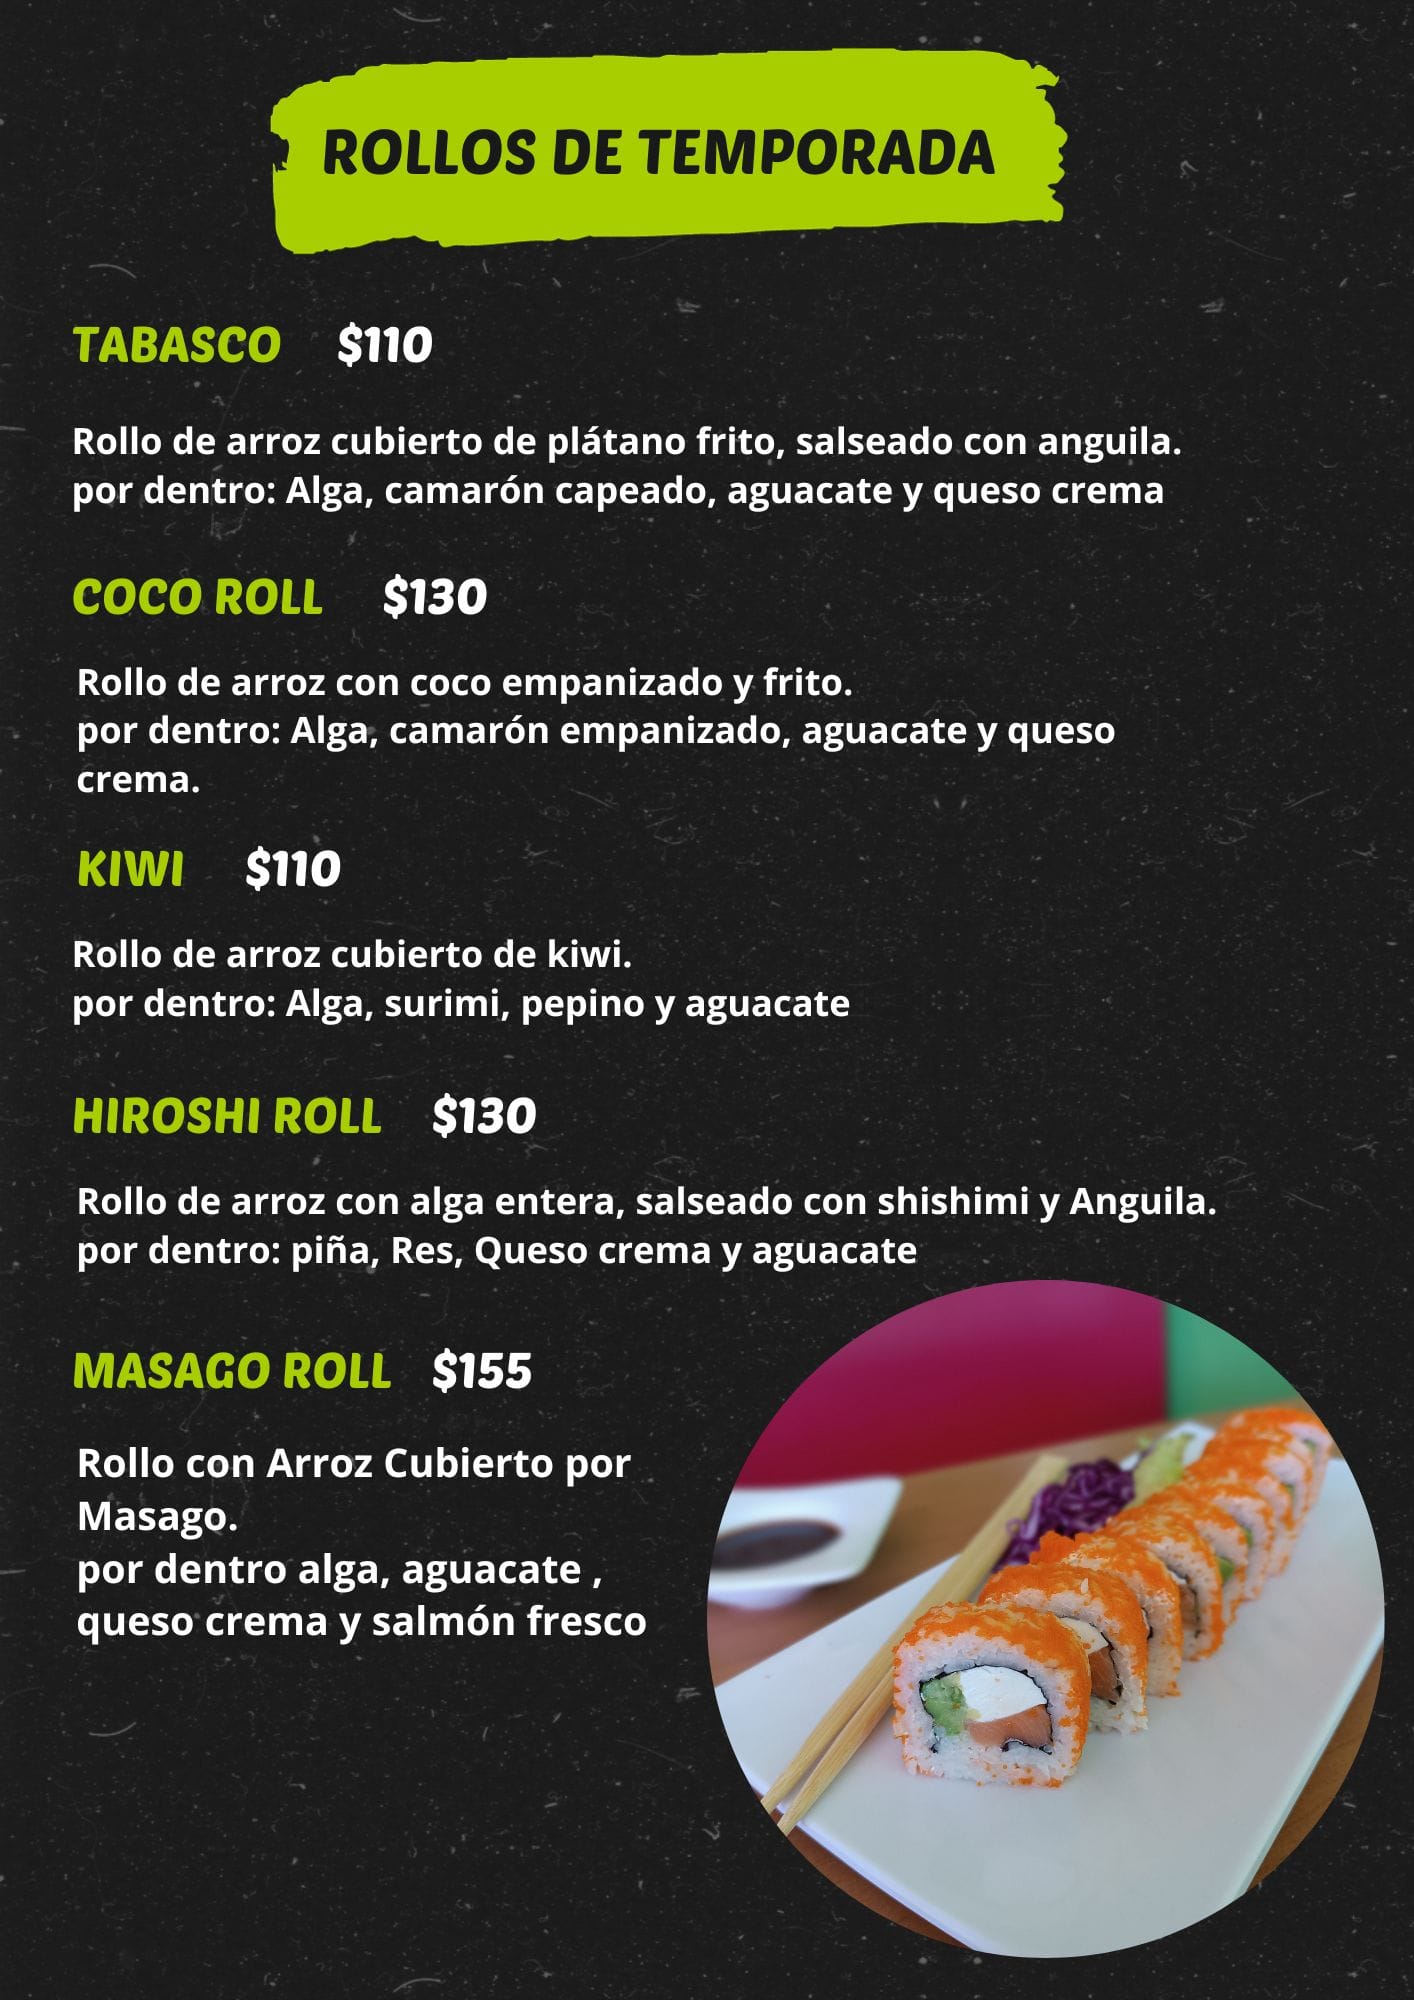 ROLLOS DE TEMPORADA
TABASCO $110
Rollo de arroz cubierto de plátano frito, salseado con anguila.
por dentro: Alga, camarón capeado, aguacate y queso crema
COCO ROLL $130
Rollo de arroz con coco empanizado y frito.
por dentro: Alga, camarón empanizado, aguacate y queso
crema.
KIWI $110
Rollo de arroz cubierto de kiwi.
por dentro: Alga, surimi, pepino y aguacate
HIROSHI ROLL $130
Rollo de arroz con alga entera, salseado con shishimi y Anguila.
por dentro: piña, Res, Queso crema y aguacate
MASAGO ROLL $155
Rollo con Arroz Cubierto por
Masago.
por dentro alga, aguacate ,
queso crema y salmón fresco